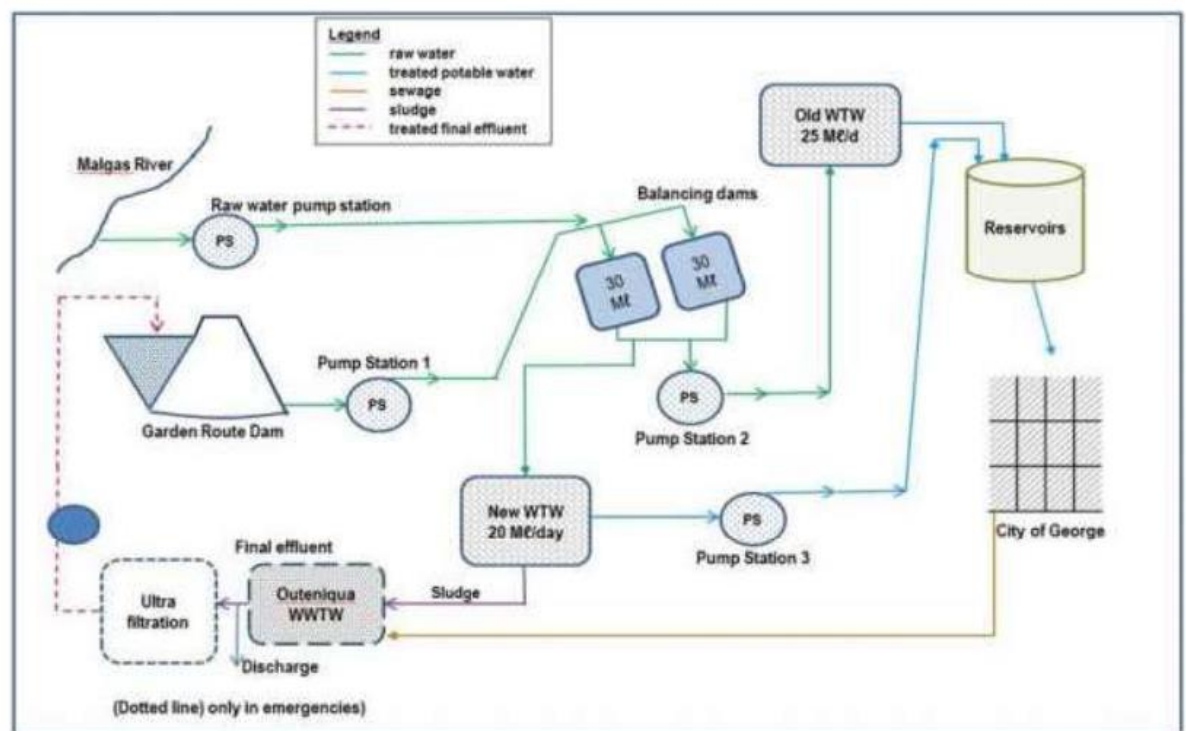 Legend
raw water
treated potable water
sewage
sludge
treated final effluent
Malgas River
Raw water pump station
PS
Balancing dams
30
Mℓ
30
Mℓ
Old WTW
25 Mℓ/d
Reservoirs
Pump Station 1
PS
Garden Route Dam
PS
Pump Station 2
New WTW
20 Mℓ/day
PS
Pump Station 3
City of George
Final effluent
Ultra
filtration
Outeniqua
WWTW
Sludge
Discharge
(Dotted line) only in emergencies)